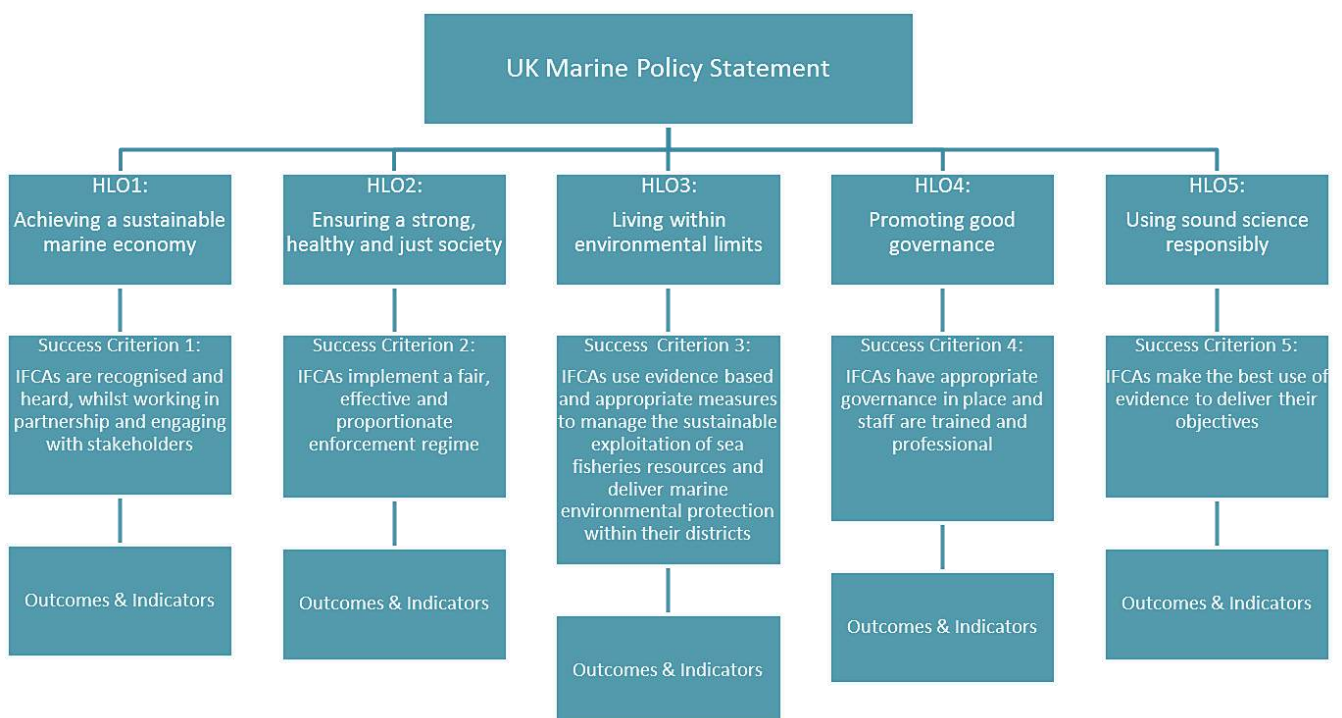 UK Marine Policy Statement
HLO1:
Achieving a sustainable
marine economy
HLO2:
Ensuring a strong,
healthy and just society
HLO3:
Living within
environmental limits
HLO4:
Promoting good
governance
HLO5:
Using sound science
responsibly
Success Criterion 1:
IFCAs are recognised and
heard, whilst working in
partnership and engaging
with stakeholders
Success Criterion 2:
IFCAs implement a fair,
effective and
proportionate
enforcement regime
Success Criterion 3:
IFCAs use evidence based
and appropriate measures
to manage the sustainable
exploitation of sea
fisheries resources and
deliver marine
environmental protection
within their districts
Success Criterion 4:
IFCAs have appropriate
governance in place and
staff are trained and
professional
Success Criterion 5:
IFCAs make the best use of
evidence to deliver their
objectives
Outcomes & Indicators
Outcomes & Indicators
Outcomes & Indicators
Outcomes & Indicators
Outcomes & Indicators